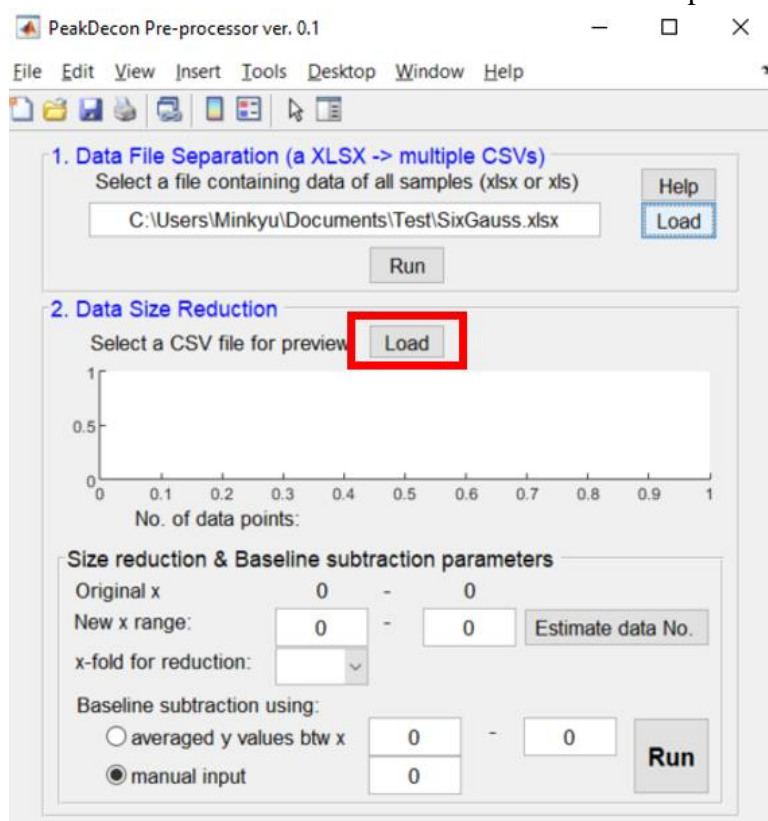 PeakDecon Pre-processor ver. 0.1
File Edit View Insert Tools Desktop Window Help
1. Data File Separation (a XLSX -> multiple CSVs)
Select a file containing data of all samples (xlsx or xls)
Help
C:\Users\Minkyu\Documents\Test\SixGauss.xlsx
Load
Run
2. Data Size Reduction
Select a CSV file for preview Load
1
0.5
0
0 0.1 0.2 0.3 0.4 0.5 0.6 0.7 0.8 0.9 1
No. of data points:
Size reduction & Baseline subtraction parameters
Original x 0 - 0
New x range: 0 - 0 Estimate data No.
x-fold for reduction:
Baseline subtraction using:
averaged y values btw x 0 - 0
Run
manual input 0